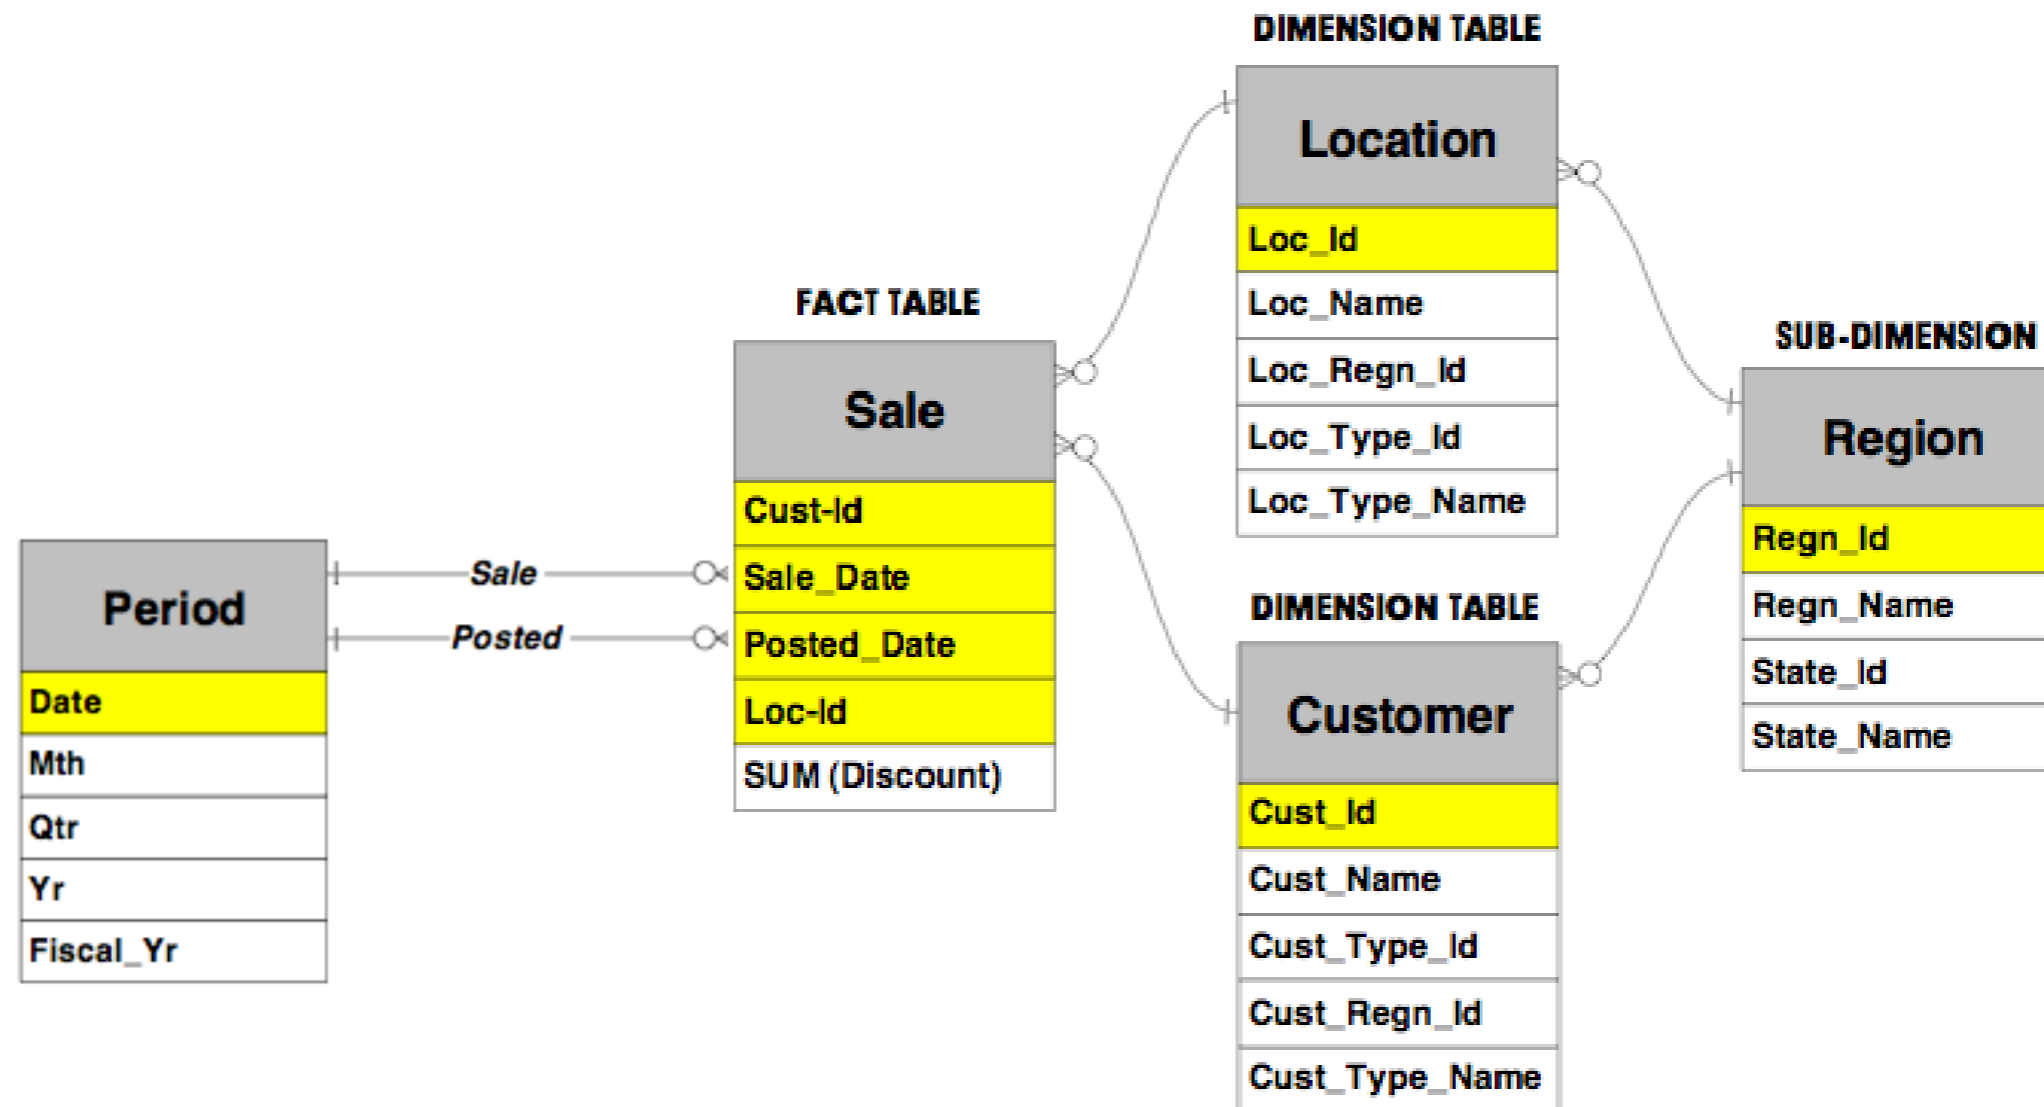 DIMENSION TABLE
Location
Loc_Id
Loc_Name
Loc_Regn_Id
Loc_Type_Id
Loc_Type_Name
FACT TABLE
Sale
Cust-Id
Sale_Date
Posted_Date
Loc-Id
SUM (Discount)
SUB-DIMENSION
Region
Regn_Id
Regn_Name
State_Id
State_Name
Period
Date
Mth
Qtr
Yr
Fiscal_Yr
Sale
Posted
DIMENSION TABLE
Customer
Cust_Id
Cust_Name
Cust_Type_Id
Cust_Regn_Id
Cust_Type_Name